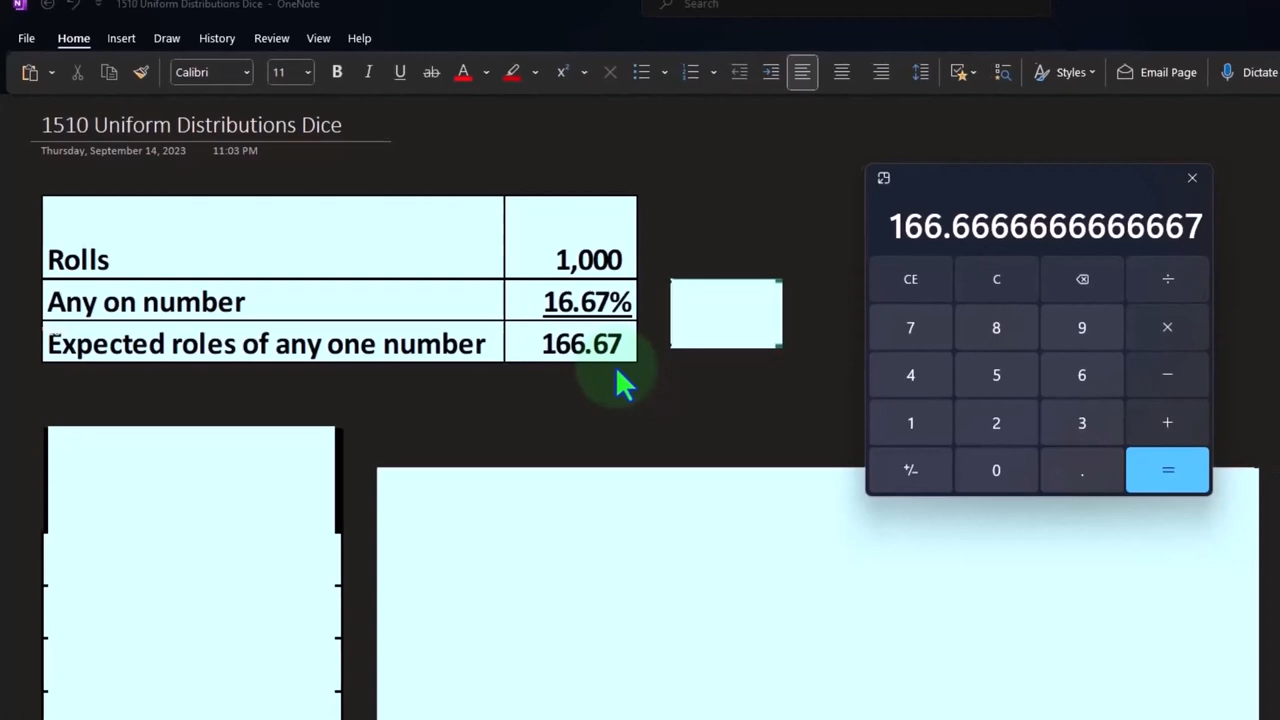 1510 Uniform Distributions Dice - OneNote
Search
File Home Insert Draw History Review View Help
Calibri 11 B I U ab A x² A Styles Email Page Dictate
1510 Uniform Distributions Dice
Thursday, September 14, 2023 11:03 PM
Rolls 1,000
Any on number 16.67%
Expected roles of any one number 166.67
166.6666666666667
CE C ÷
7 8 9 ×
4 5 6 −
1 2 3 +
+/− 0 . =